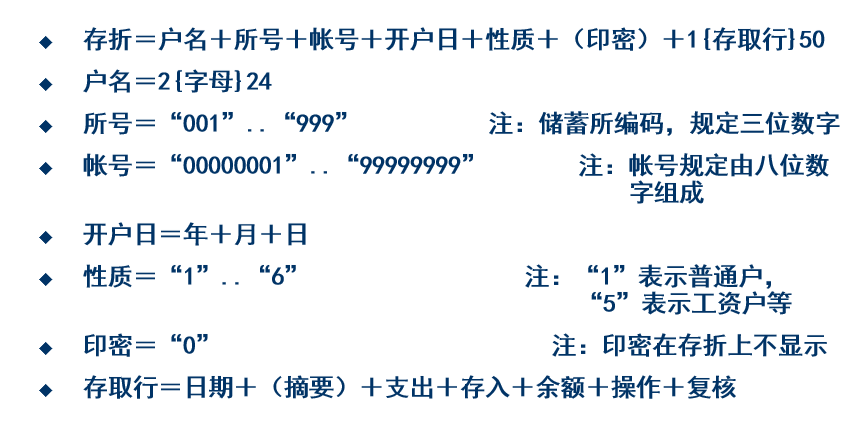 ◆ 存折＝户名＋所号＋帐号＋开户日＋性质＋（印密）＋1{存取行}50
◆ 户名＝2{字母}24
◆ 所号＝“001”..“999” 注：储蓄所编码，规定三位数字
◆ 帐号＝“00000001”..“99999999” 注：帐号规定由八位数
字组成
◆ 开户日＝年＋月＋日
◆ 性质＝“1”..“6” 注：“1”表示普通户，
“5”表示工资户等
◆ 印密＝“0” 注：印密在存折上不显示
◆ 存取行＝日期＋（摘要）＋支出＋存入＋余额＋操作＋复核